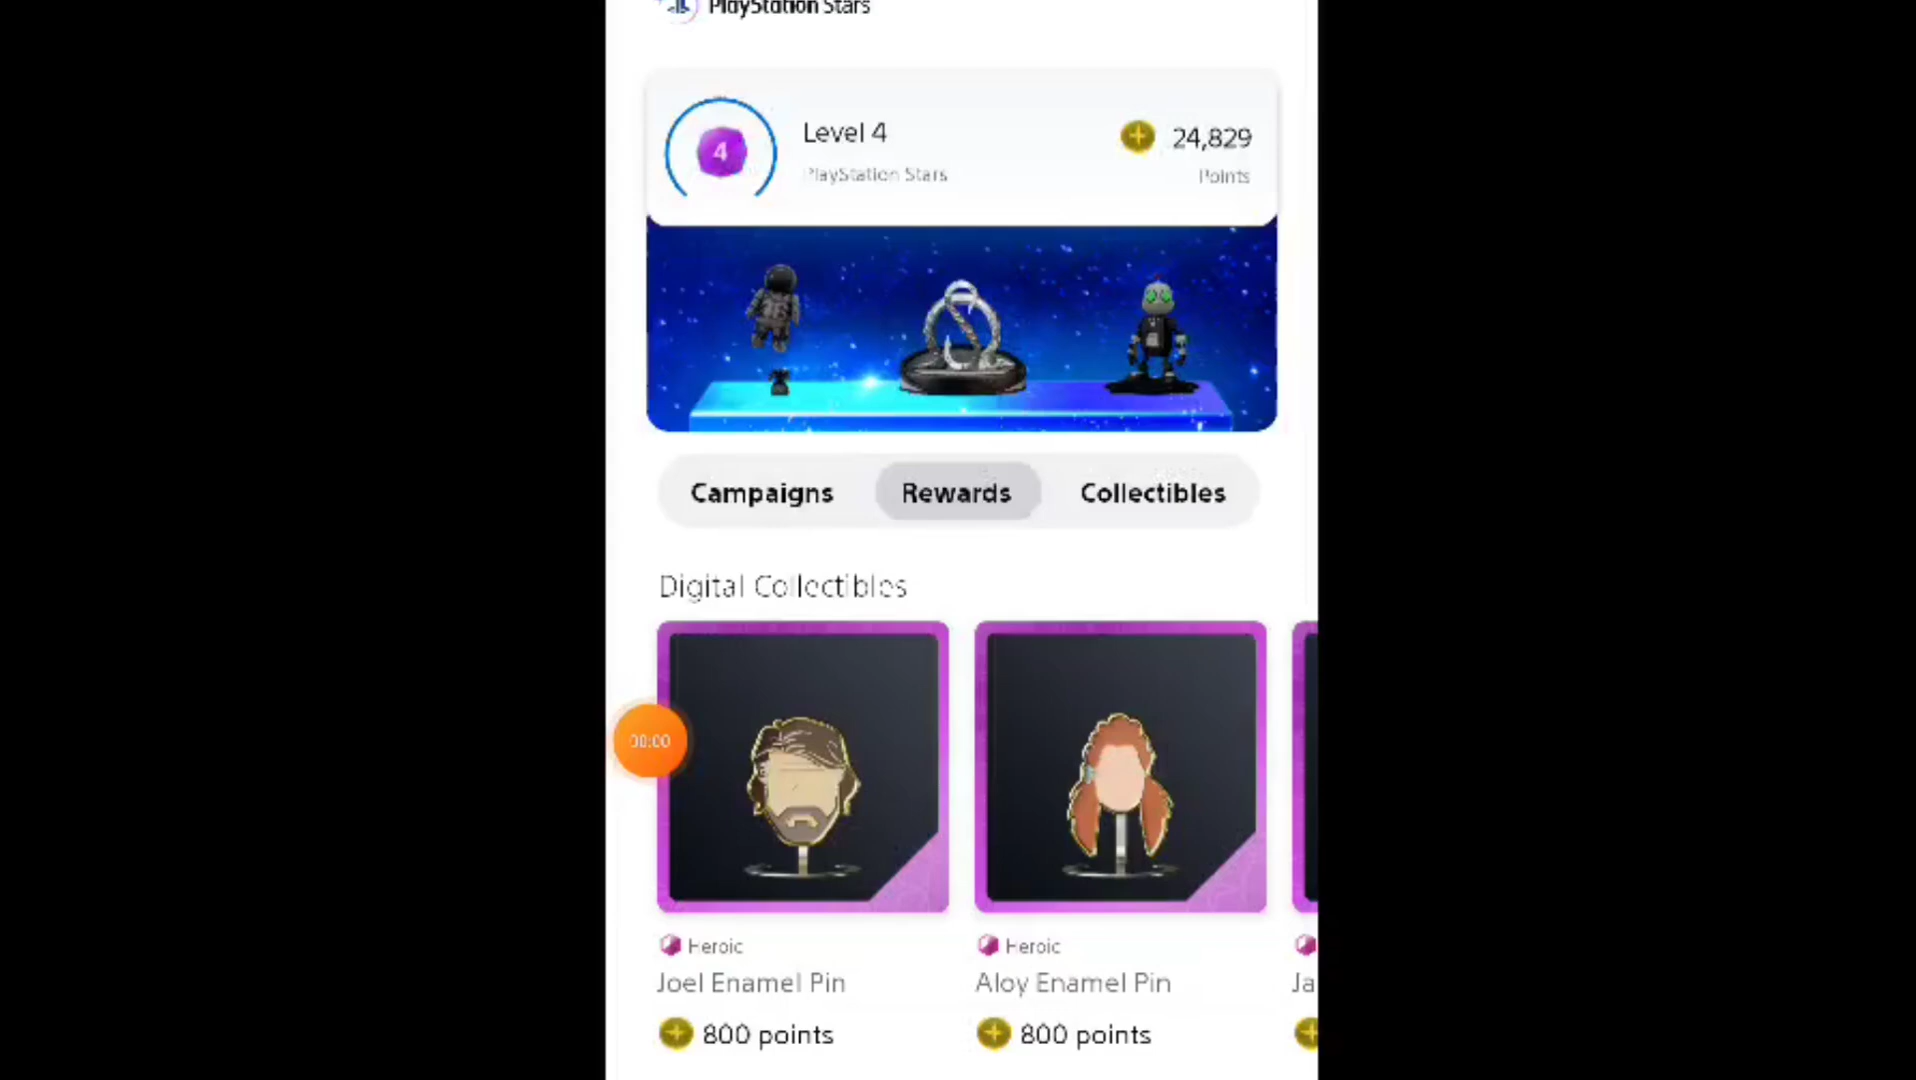 PlayStation Stars
4
Level 4
24,829
PlayStation Stars
Points
Campaigns
Rewards
Collectibles
Digital Collectibles
00:00
Heroic
Heroic
Joel Enamel Pin
Aloy Enamel Pin
Ja
800 points
800 points